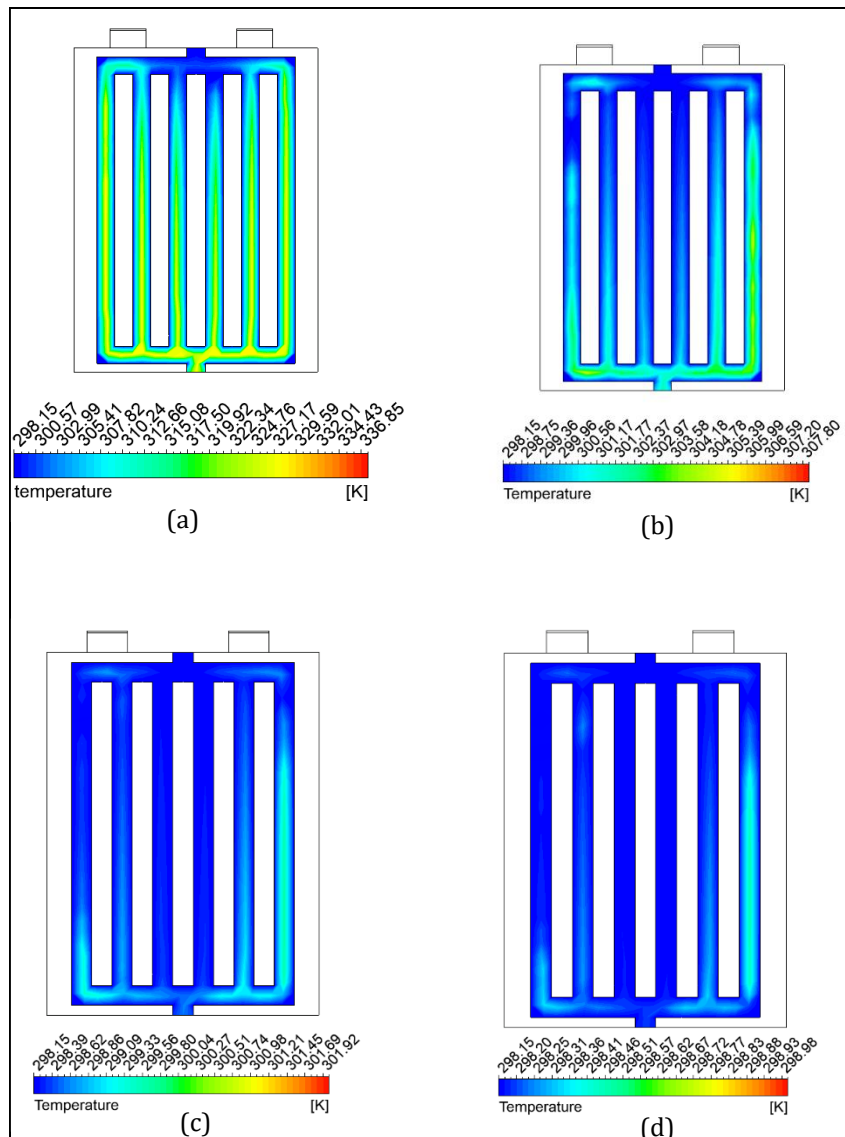 298.15 300.57 302.99 305.41 307.82 310.24 312.66 315.08 317.50 319.92 322.34 324.76 327.17 329.59 332.01 334.43 336.85
temperature [K]
(a)
298.15 298.75 299.36 299.96 300.56 301.17 301.77 302.37 302.97 303.58 304.18 304.78 305.39 305.99 306.59 307.20 307.80
Temperature [K]
(b)
298.15 298.39 298.62 298.86 299.09 299.33 299.56 299.80 300.04 300.27 300.51 300.74 300.98 301.21 301.45 301.69 301.92
Temperature [K]
(c)
298.15 298.20 298.25 298.31 298.36 298.41 298.46 298.51 298.57 298.62 298.67 298.72 298.77 298.83 298.88 298.93 298.98
Temperature [K]
(d)